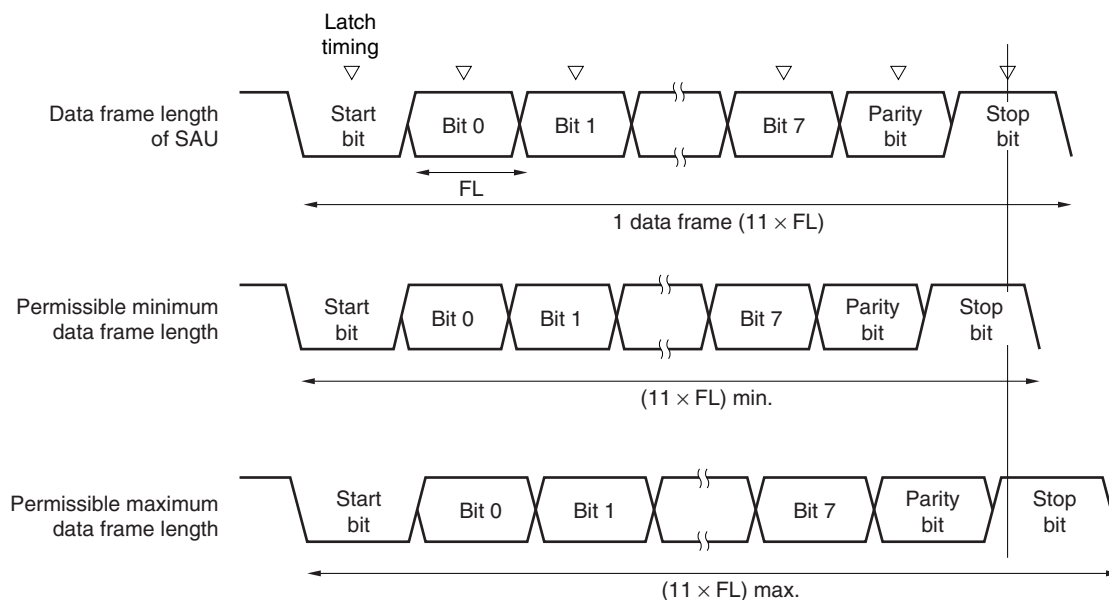 Latch
timing
Data frame length
of SAU
Start
bit
Bit 0
Bit 1
Bit 7
Parity
bit
Stop
bit
FL
1 data frame (11 × FL)
Permissible minimum
data frame length
Start
bit
Bit 0
Bit 1
Bit 7
Parity
bit
Stop
bit
(11 × FL) min.
Permissible maximum
data frame length
Start
bit
Bit 0
Bit 1
Bit 7
Parity
bit
Stop
bit
(11 × FL) max.